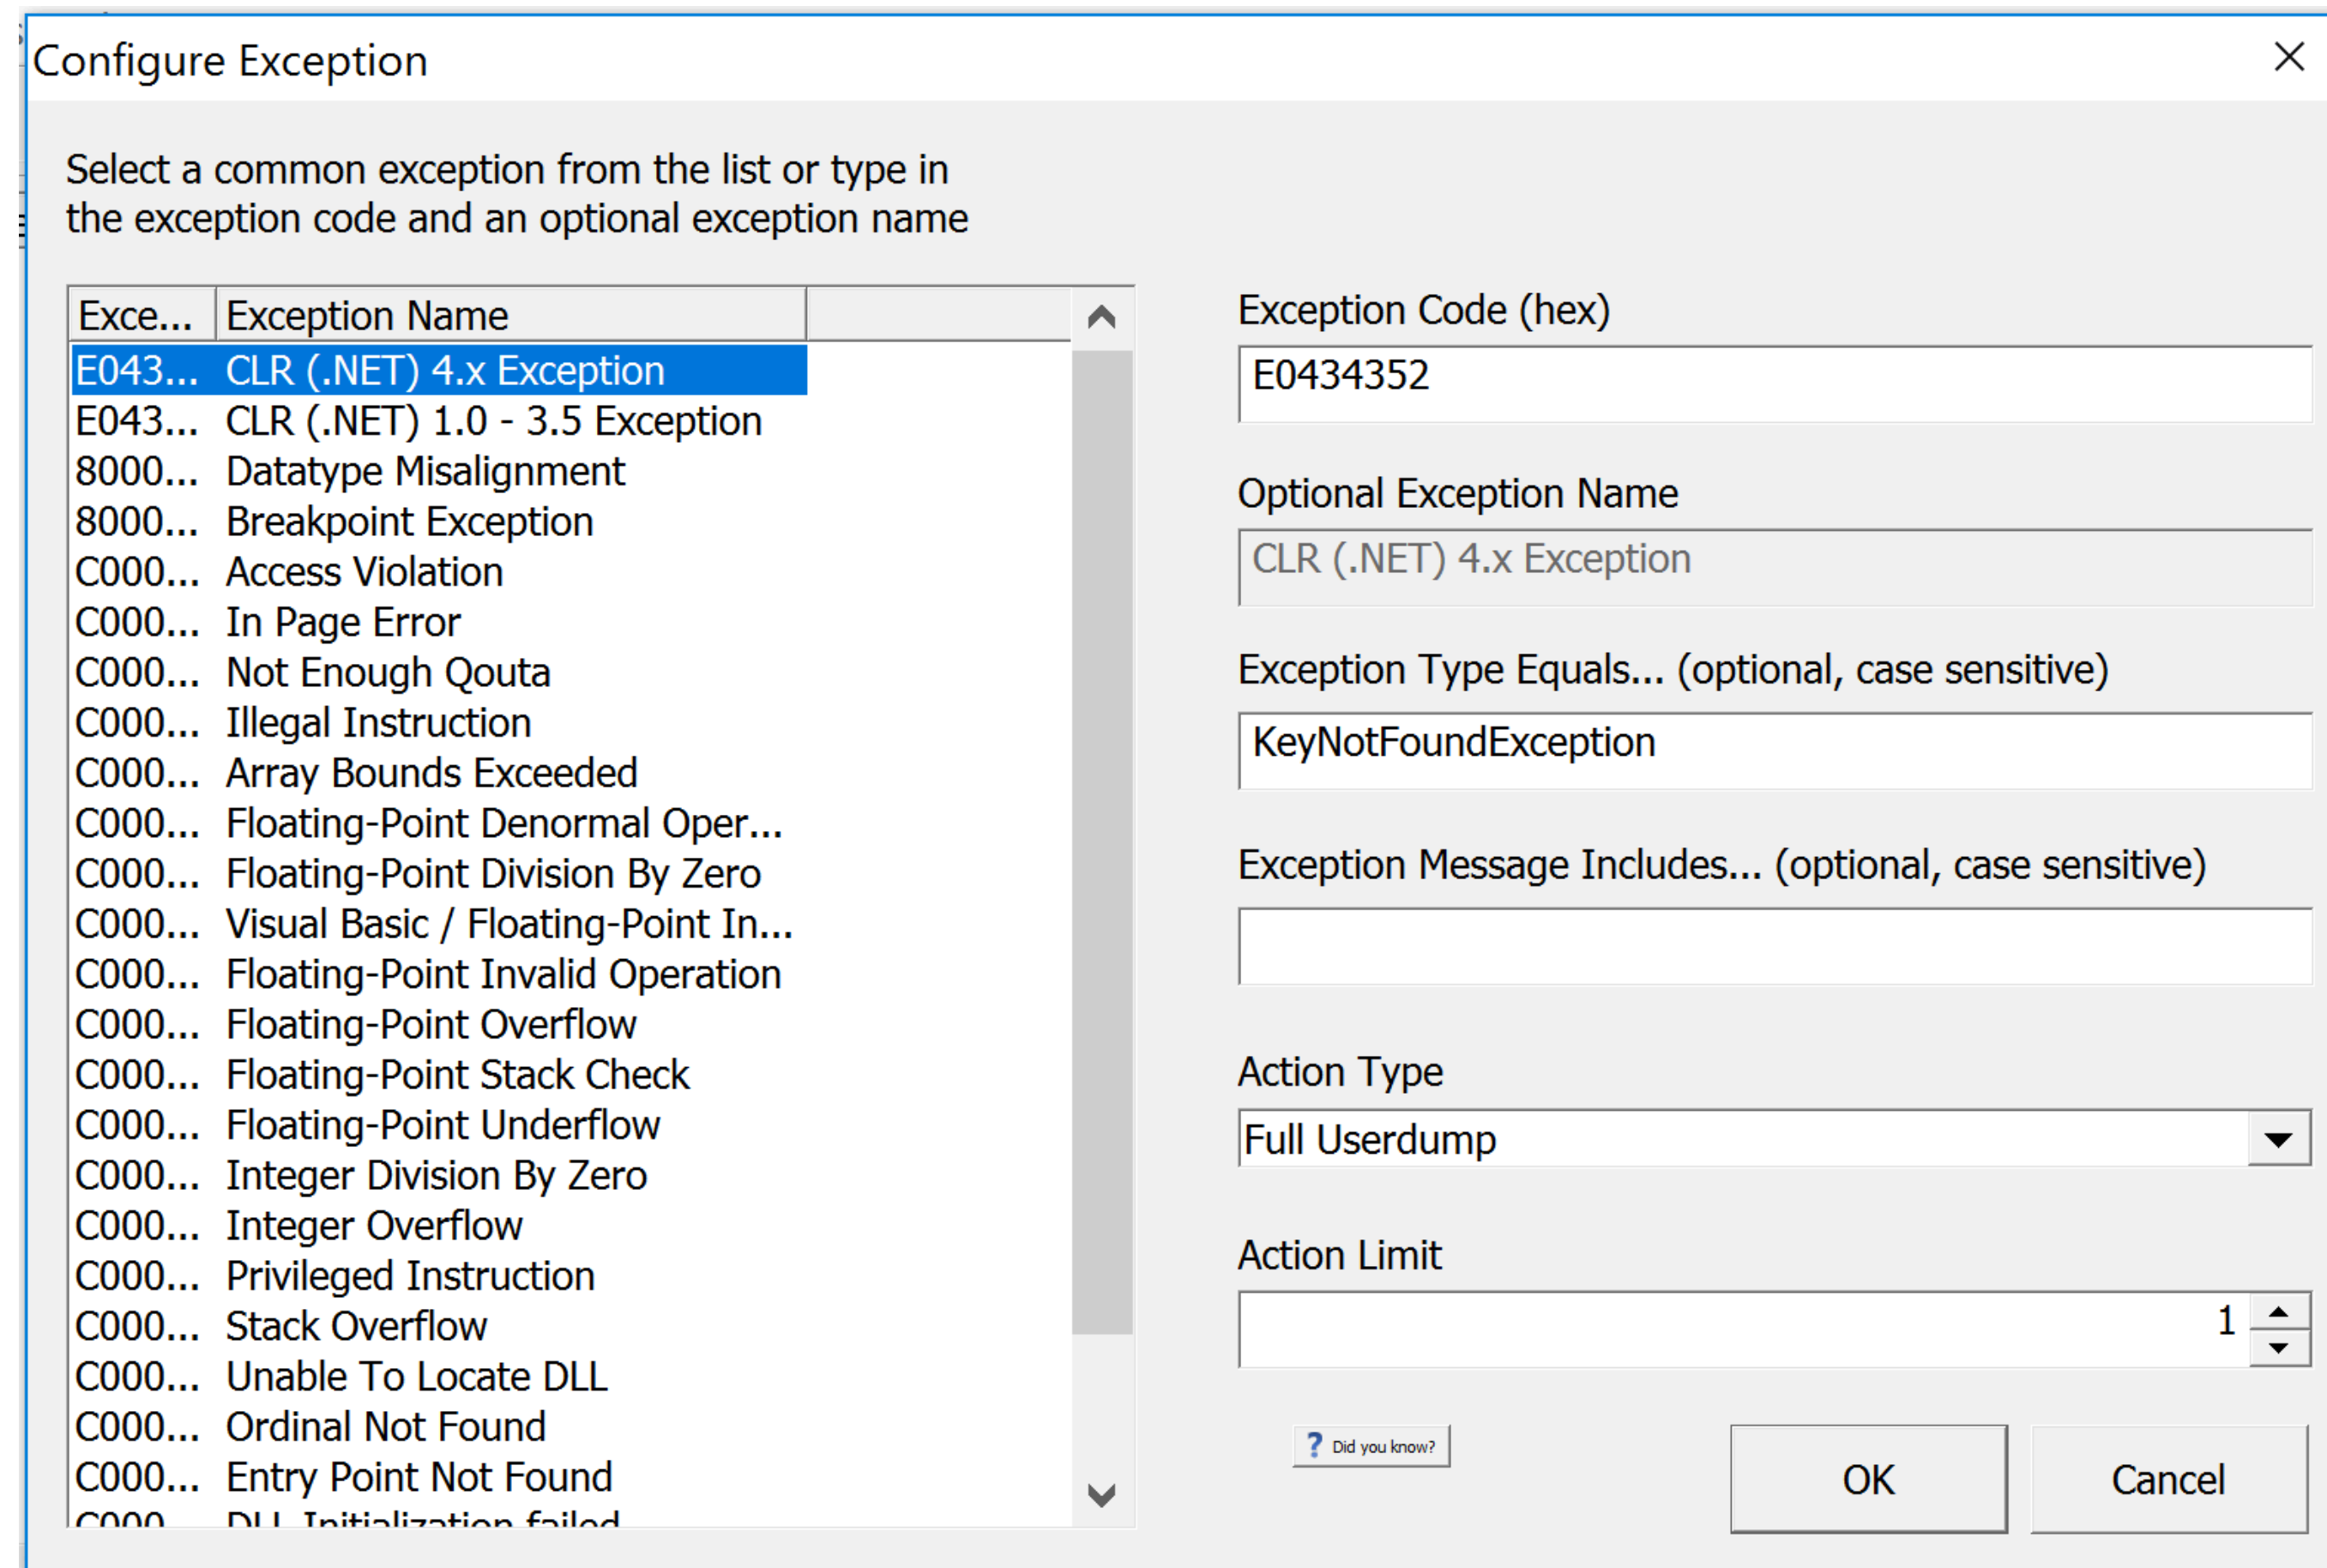 Configure Exception
Select a common exception from the list or type in
the exception code and an optional exception name
Exce... Exception Name
E043... CLR (.NET) 4.x Exception
E043... CLR (.NET) 1.0 - 3.5 Exception
8000... Datatype Misalignment
8000... Breakpoint Exception
C000... Access Violation
C000... In Page Error
C000... Not Enough Qouta
C000... Illegal Instruction
C000... Array Bounds Exceeded
C000... Floating-Point Denormal Oper...
C000... Floating-Point Division By Zero
C000... Visual Basic / Floating-Point In...
C000... Floating-Point Invalid Operation
C000... Floating-Point Overflow
C000... Floating-Point Stack Check
C000... Floating-Point Underflow
C000... Integer Division By Zero
C000... Integer Overflow
C000... Privileged Instruction
C000... Stack Overflow
C000... Unable To Locate DLL
C000... Ordinal Not Found
C000... Entry Point Not Found
C000... DLL Initialization failed
Exception Code (hex)
E0434352
Optional Exception Name
CLR (.NET) 4.x Exception
Exception Type Equals... (optional, case sensitive)
KeyNotFoundException
Exception Message Includes... (optional, case sensitive)
Action Type
Full Userdump
Action Limit
1
? Did you know?
OK
Cancel